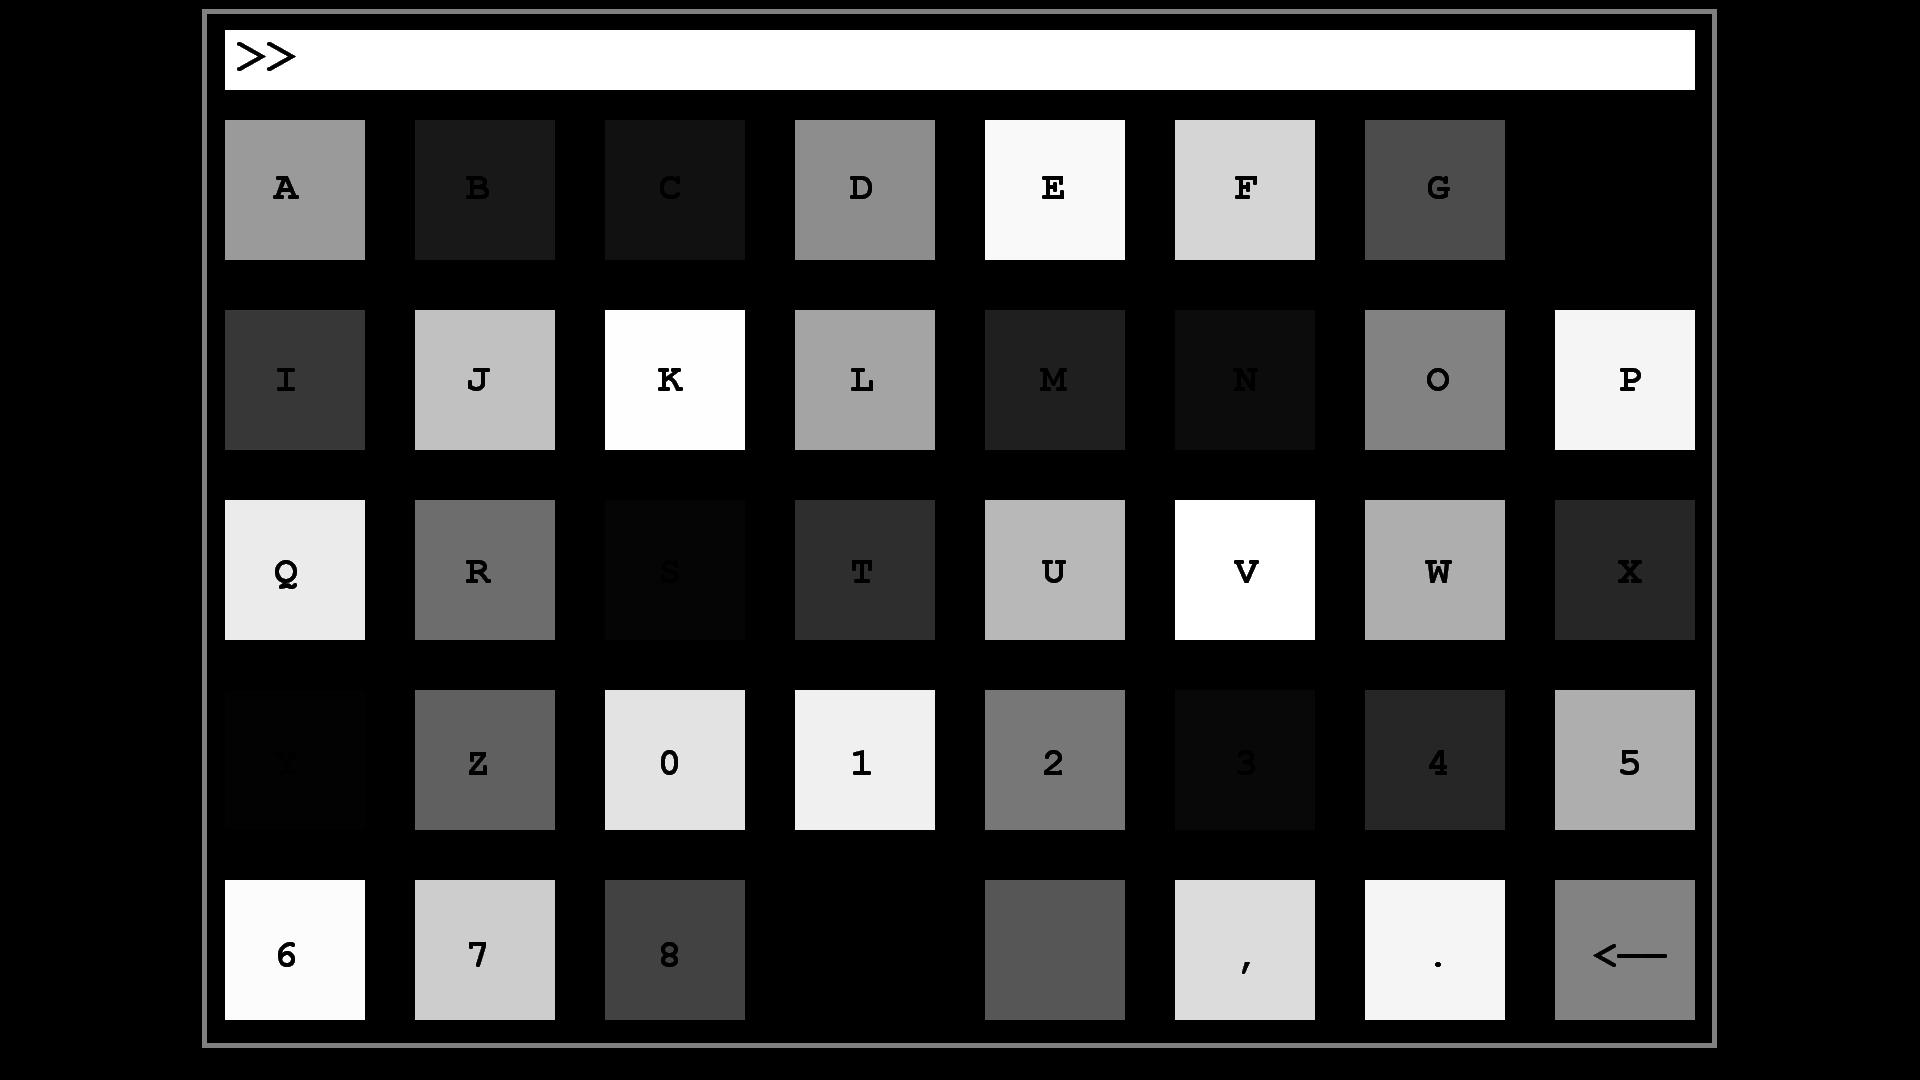 >>
A B C D E F G
I J K L M N O P
Q R S T U V W X
Y Z 0 1 2 3 4 5
6 7 8 , . <—